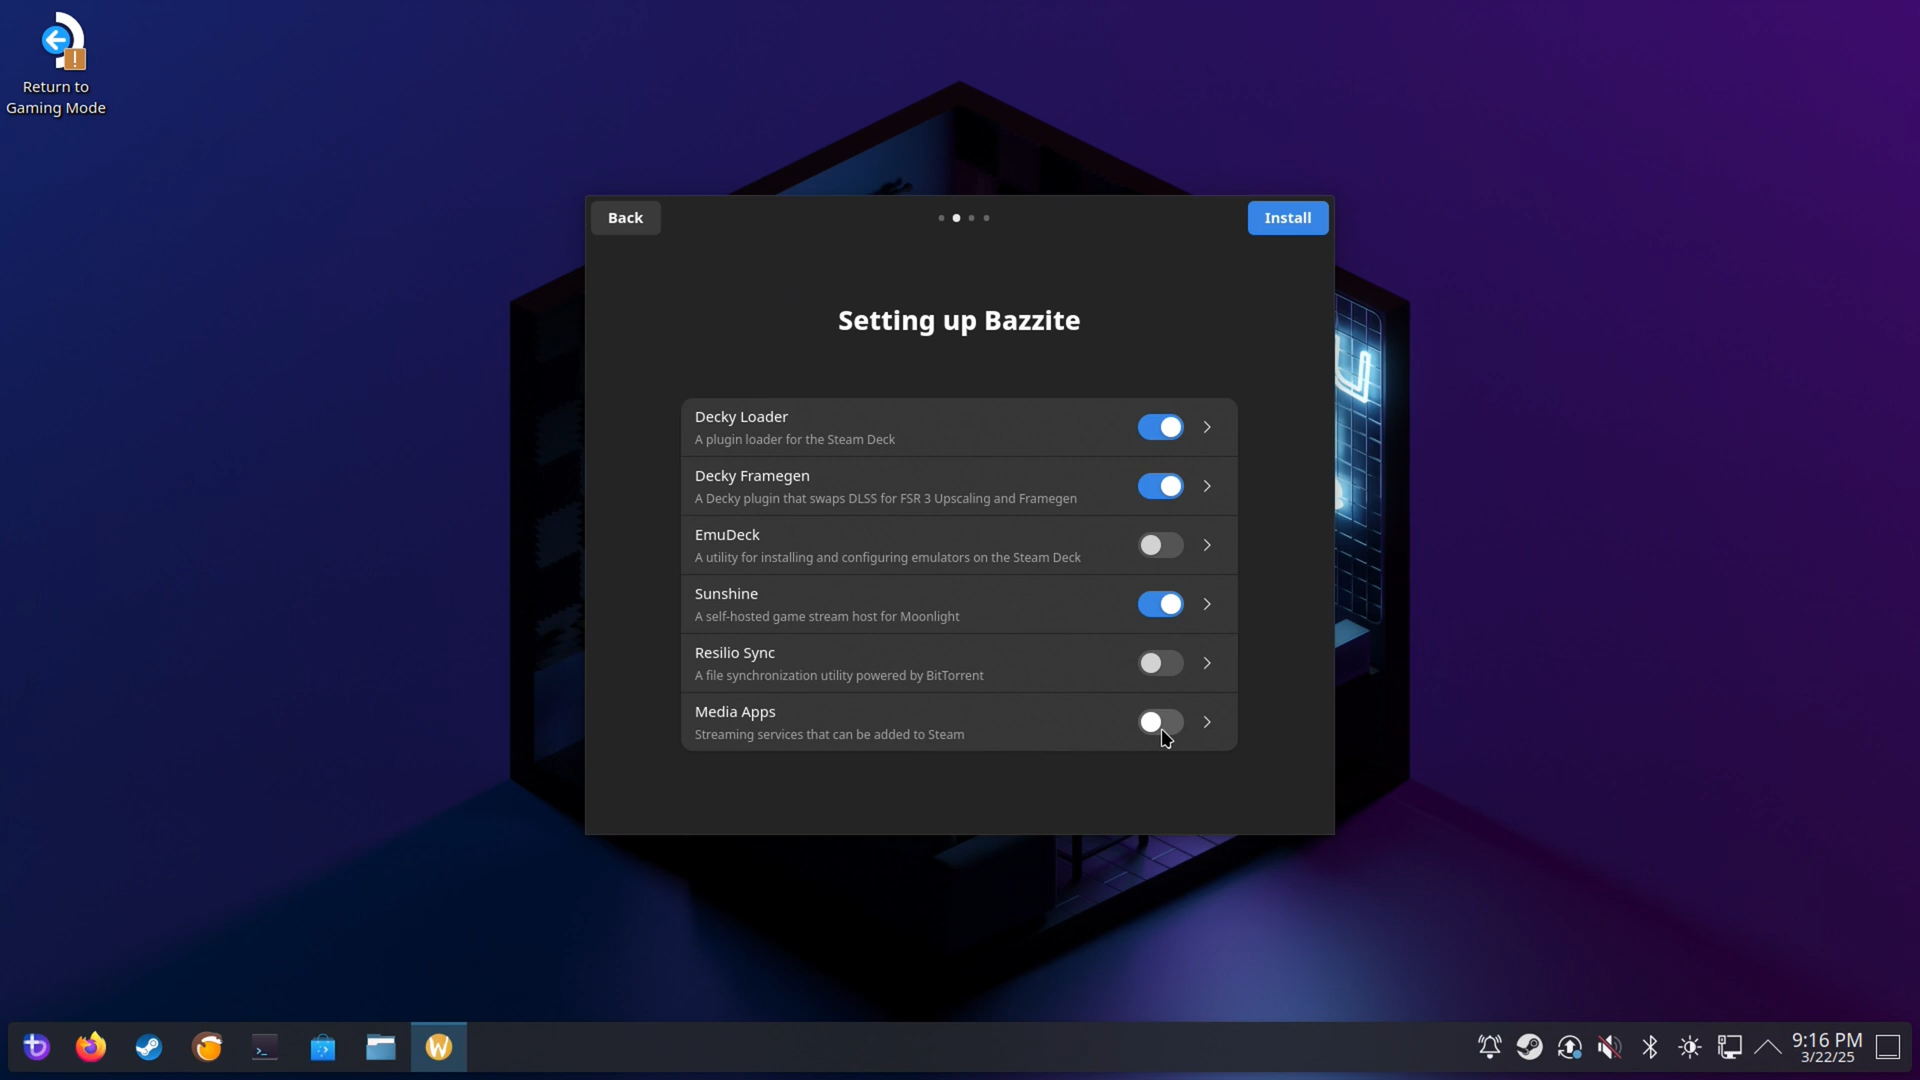 Return to
Gaming Mode
Back
Install
Setting up Bazzite
Decky Loader
A plugin loader for the Steam Deck
Decky Framegen
A Decky plugin that swaps DLSS for FSR 3 Upscaling and Framegen
EmuDeck
A utility for installing and configuring emulators on the Steam Deck
Sunshine
A self-hosted game stream host for Moonlight
Resilio Sync
A file synchronization utility powered by BitTorrent
Media Apps
Streaming services that can be added to Steam
9:16 PM
3/22/25